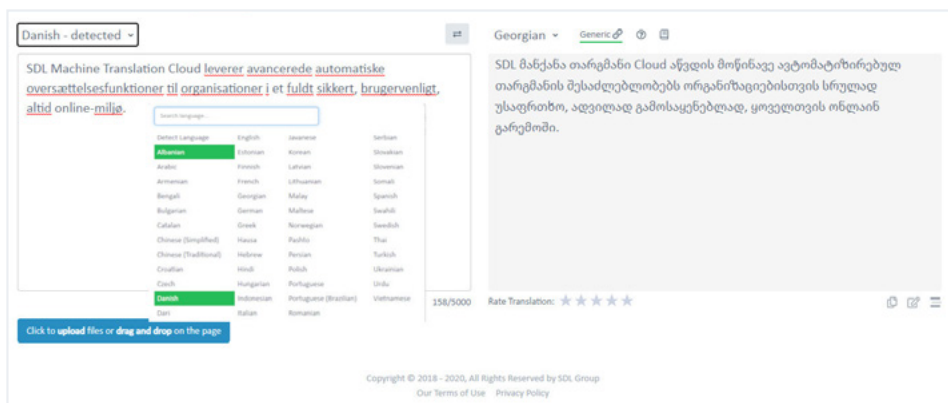 Danish - detected
Georgian
Generic
SDL Machine Translation Cloud leverer avancerede automatiske
oversættelsesfunktioner til organisationer i et fuldt sikkert, brugervenligt,
altid online-miljø.
SDL მანქანა თარგმანი Cloud აწვდის მოწინავე ავტომატიზირებულ
თარგმანის შესაძლებლობებს ორგანიზაციებისთვის სრულად
უსაფრთხო, ადვილად გამოსაყენებლად, ყოველთვის ონლაინ
გარემოში.
Search language...
Detect Language English Javanese Serbian
Albanian Estonian Korean Slovakian
Arabic Finnish Latvian Slovenian
Armenian French Lithuanian Somali
Bengali Georgian Malay Spanish
Bulgarian German Maltese Swahili
Catalan Greek Norwegian Swedish
Chinese (Simplified) Hausa Pashto Thai
Chinese (Traditional) Hebrew Persian Turkish
Croatian Hindi Polish Ukrainian
Czech Hungarian Portuguese Urdu
Danish Indonesian Portuguese (Brazilian) Vietnamese
Dari Italian Romanian
158/5000
Rate Translation:
Click to upload files or drag and drop on the page
Copyright © 2018 - 2020, All Rights Reserved by SDL Group
Our Terms of Use Privacy Policy